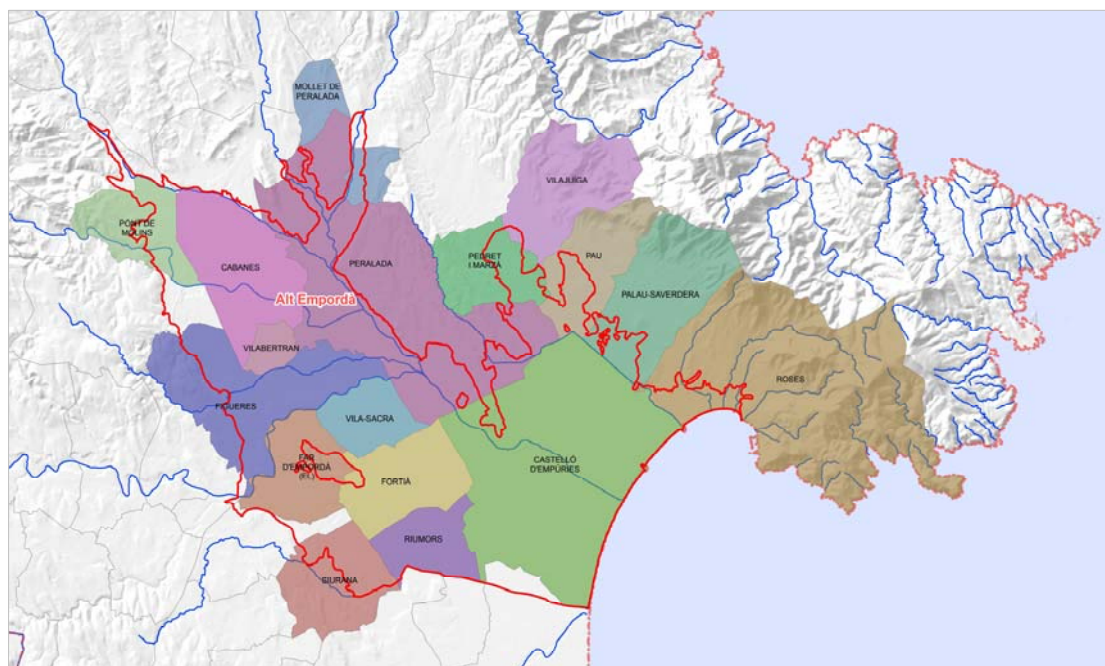 MOLLET DE
PERALADA
VILAJUÏGA
PONT DE
MOLINS
PAU
CABANES
PERALADA
PEDRET
I MARZÀ
PALAU-SAVERDERA
Alt Empordà
VILABERTRAN
ROSES
FIGUERES
VILA-SACRA
FAR
D'EMPORDÀ
(EL)
CASTELLÓ
D'EMPÚRIES
FORTIÀ
RIUMORS
SIURANA